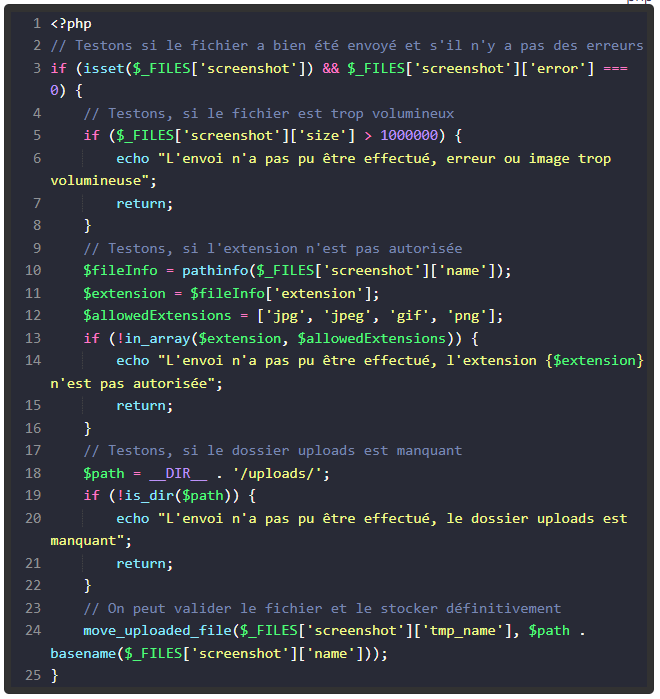 php
1 <?php
2 // Testons si le fichier a bien été envoyé et s'il n'y a pas des erreurs
3 if (isset($_FILES['screenshot']) && $_FILES['screenshot']['error'] ===
0) {
4     // Testons, si le fichier est trop volumineux
5     if ($_FILES['screenshot']['size'] > 1000000) {
6         echo "L'envoi n'a pas pu être effectué, erreur ou image trop
volumineuse";
7         return;
8     }
9     // Testons, si l'extension n'est pas autorisée
10     $fileInfo = pathinfo($_FILES['screenshot']['name']);
11     $extension = $fileInfo['extension'];
12     $allowedExtensions = ['jpg', 'jpeg', 'gif', 'png'];
13     if (!in_array($extension, $allowedExtensions)) {
14         echo "L'envoi n'a pas pu être effectué, l'extension {$extension}
n'est pas autorisée";
15         return;
16     }
17     // Testons, si le dossier uploads est manquant
18     $path = __DIR__ . '/uploads/';
19     if (!is_dir($path)) {
20         echo "L'envoi n'a pas pu être effectué, le dossier uploads est
manquant";
21         return;
22     }
23     // On peut valider le fichier et le stocker définitivement
24     move_uploaded_file($_FILES['screenshot']['tmp_name'], $path .
basename($_FILES['screenshot']['name']));
25 }